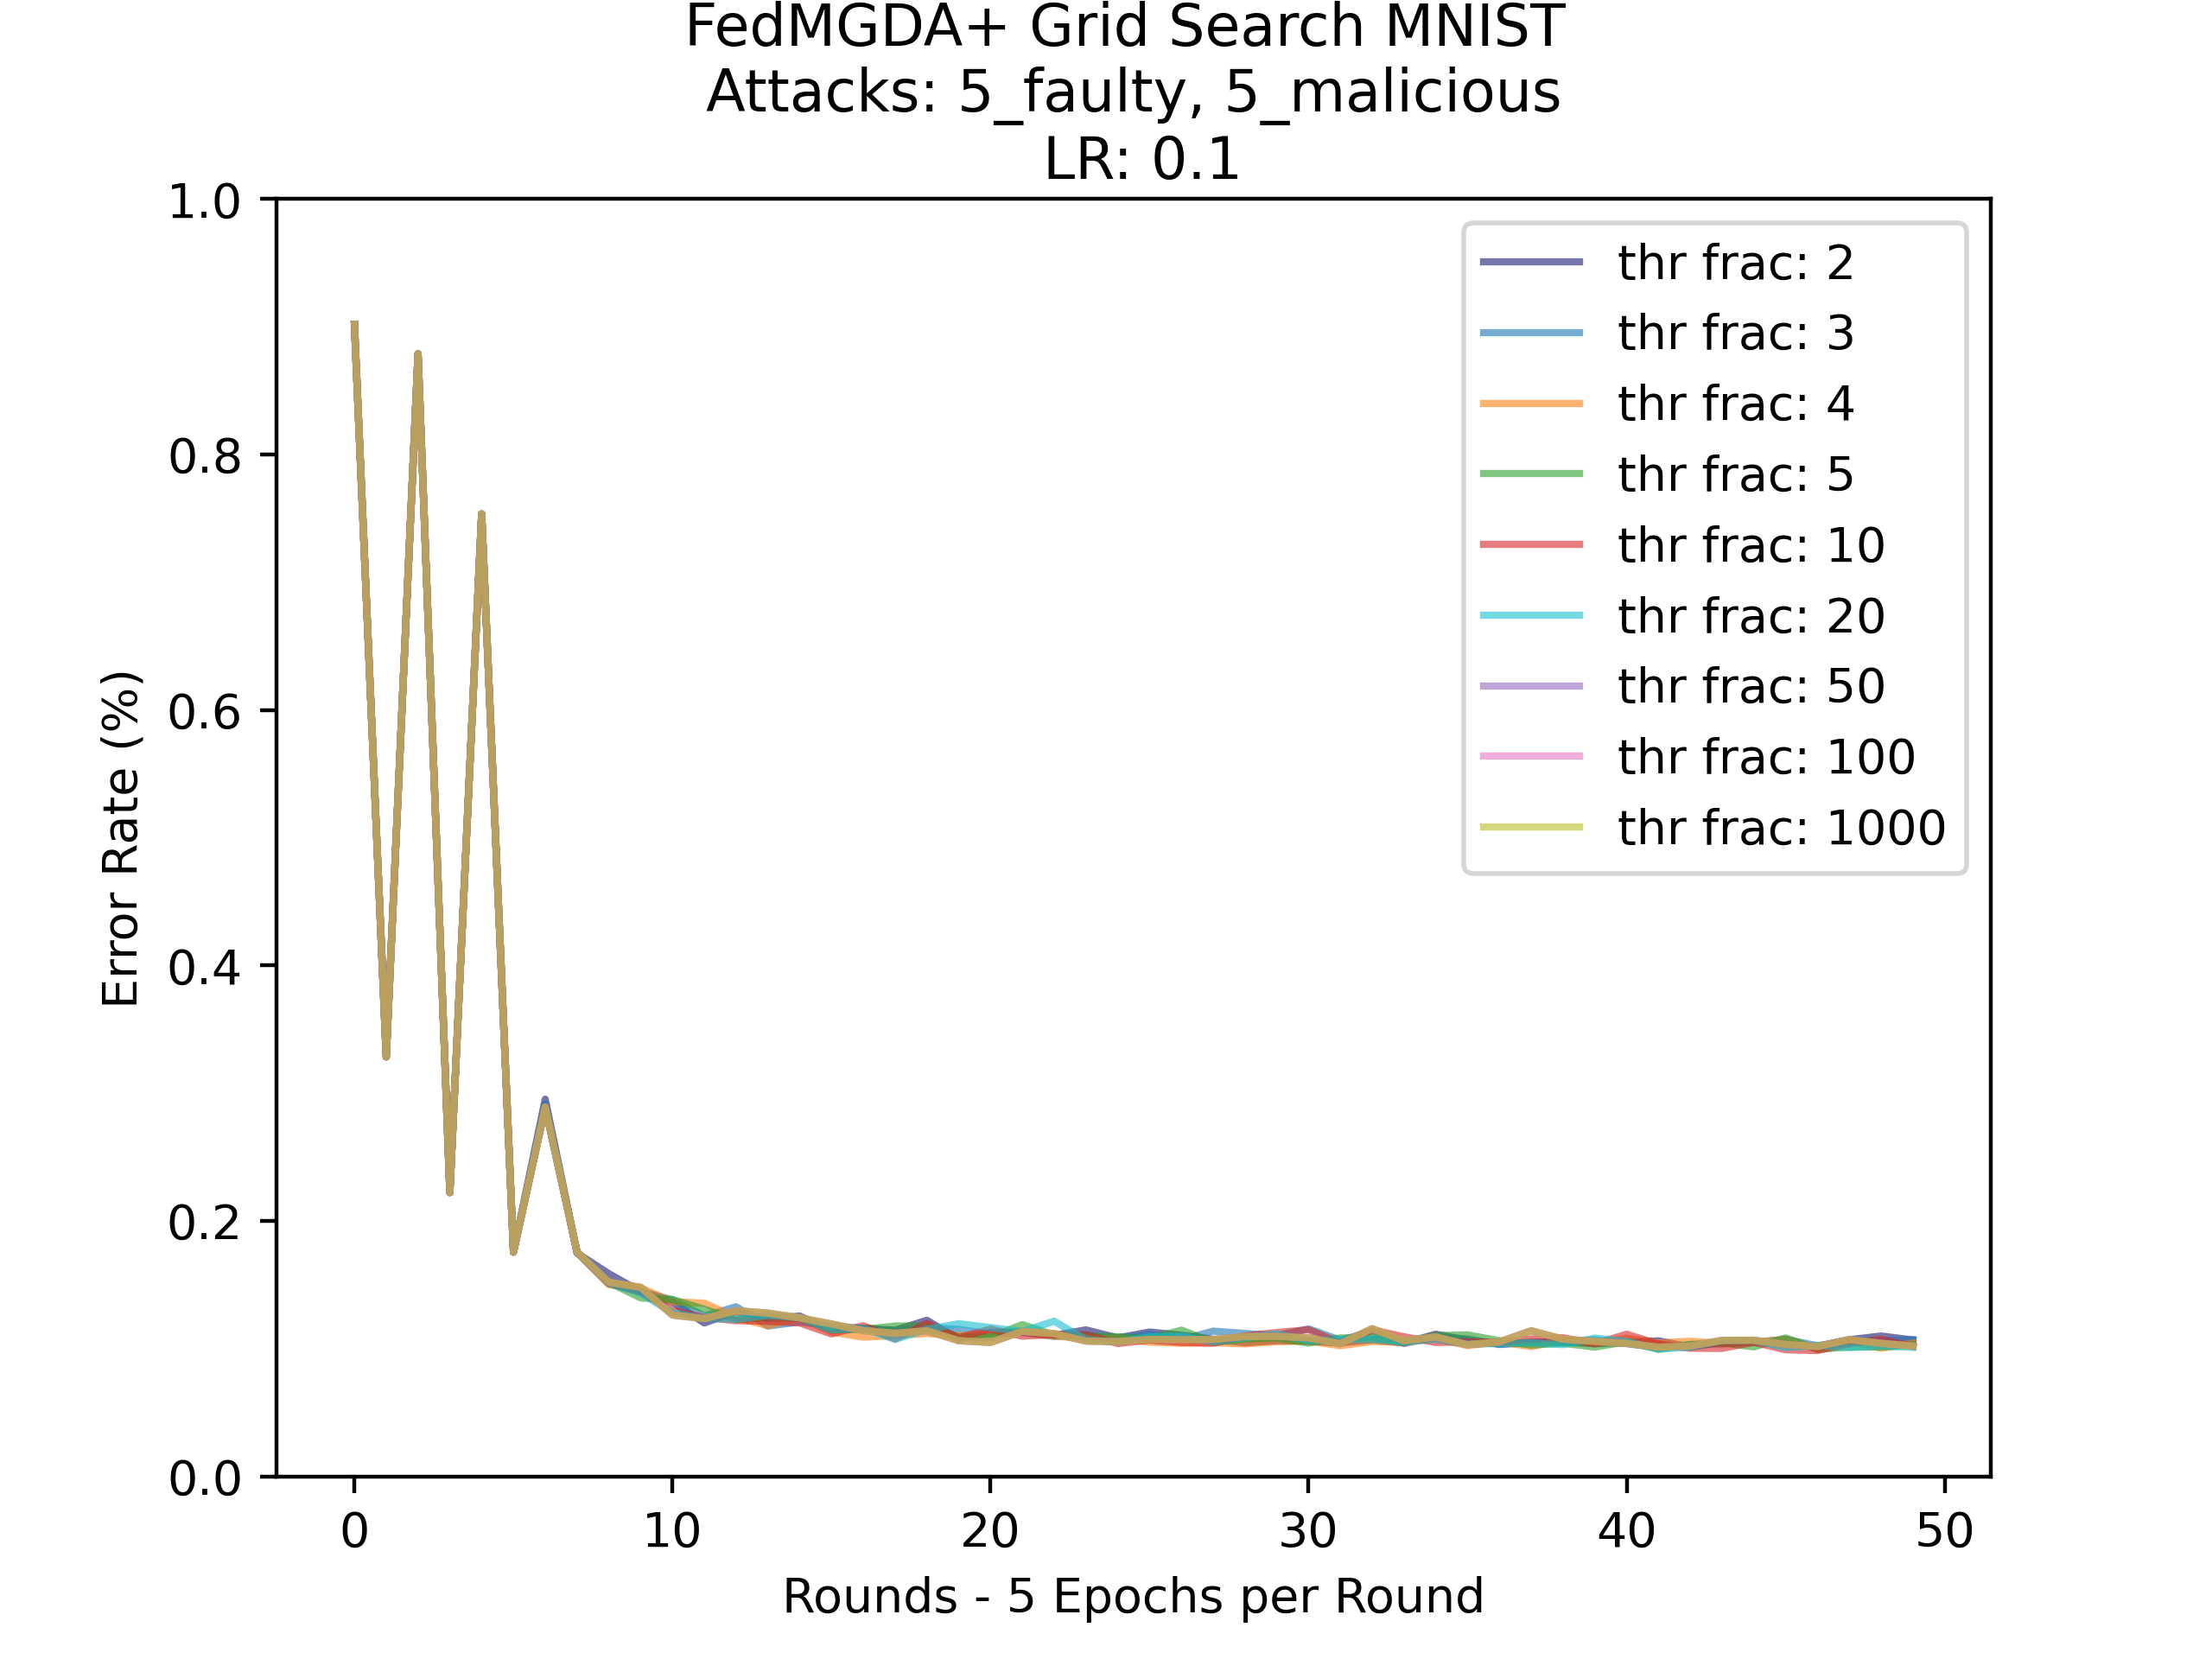 FedMGDA+ Grid Search MNIST
Attacks: 5_faulty, 5_malicious
LR: 0.1
1.0
0.8
0.6
0.4
0.2
0.0
Error Rate (%)
thr frac: 2
thr frac: 3
thr frac: 4
thr frac: 5
thr frac: 10
thr frac: 20
thr frac: 50
thr frac: 100
thr frac: 1000
0 10 20 30 40 50
Rounds - 5 Epochs per Round